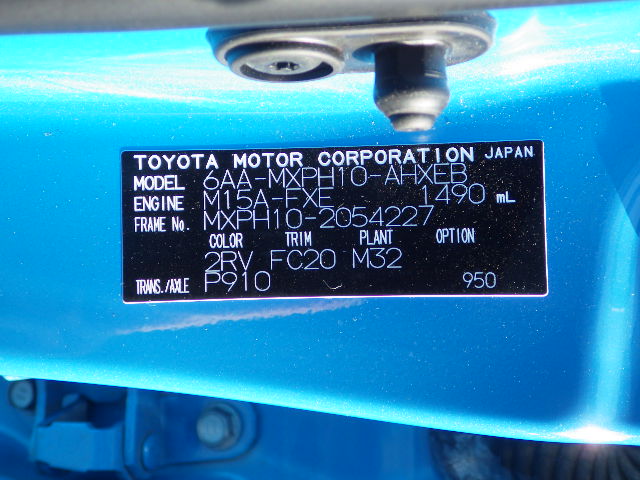 TOYOTA MOTOR CORPORATION JAPAN
MODEL 6AA-MXPH10-AHXEB
ENGINE M15A-FXE 1490 mL
FRAME No. MXPH10-2054227
COLOR TRIM PLANT OPTION
2RV FC20 M32
TRANS./AXLE P910 950